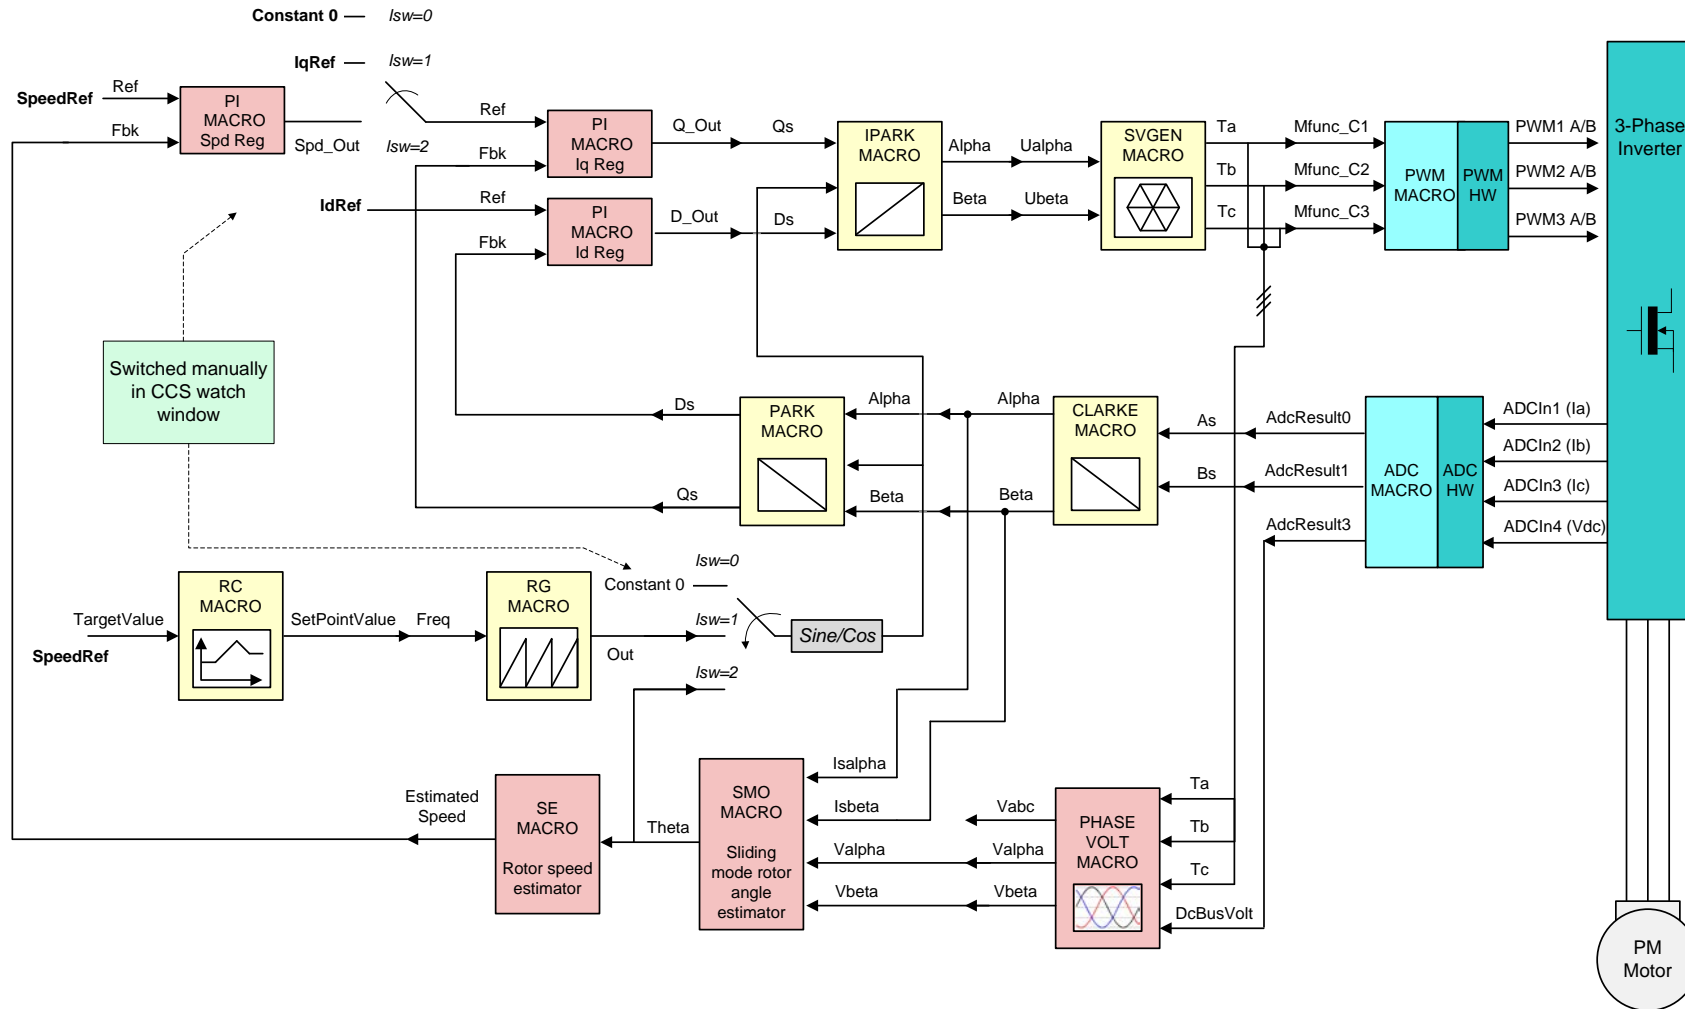 Constant 0
lsw=0
IqRef
lsw=1
SpeedRef
Ref
Fbk
PI
MACRO
Spd Reg
Spd_Out
lsw=2
Ref
Fbk
PI
MACRO
Iq Reg
Q_Out
Qs
IdRef
Ref
Fbk
PI
MACRO
Id Reg
D_Out
Ds
IPARK
MACRO
Alpha
Ualpha
Beta
Ubeta
SVGEN
MACRO
Ta
Tb
Tc
Mfunc_C1
Mfunc_C2
Mfunc_C3
PWM
MACRO
PWM
HW
PWM1 A/B
PWM2 A/B
PWM3 A/B
3-Phase
Inverter
Switched manually
in CCS watch
window
Ds
Qs
PARK
MACRO
Alpha
Beta
Alpha
Beta
CLARKE
MACRO
As
Bs
AdcResult0
AdcResult1
AdcResult3
ADC
MACRO
ADC
HW
ADCIn1 (Ia)
ADCIn2 (Ib)
ADCIn3 (Ic)
ADCIn4 (Vdc)
TargetValue
SpeedRef
RC
MACRO
SetPointValue
Freq
RG
MACRO
Out
lsw=0
Constant 0
lsw=1
lsw=2
Sine/Cos
Estimated
Speed
SE
MACRO
Rotor speed
estimator
Theta
SMO
MACRO
Sliding
mode rotor
angle
estimator
Isalpha
Isbeta
Valpha
Vbeta
Vabc
Valpha
Vbeta
PHASE
VOLT
MACRO
Ta
Tb
Tc
DcBusVolt
PM
Motor